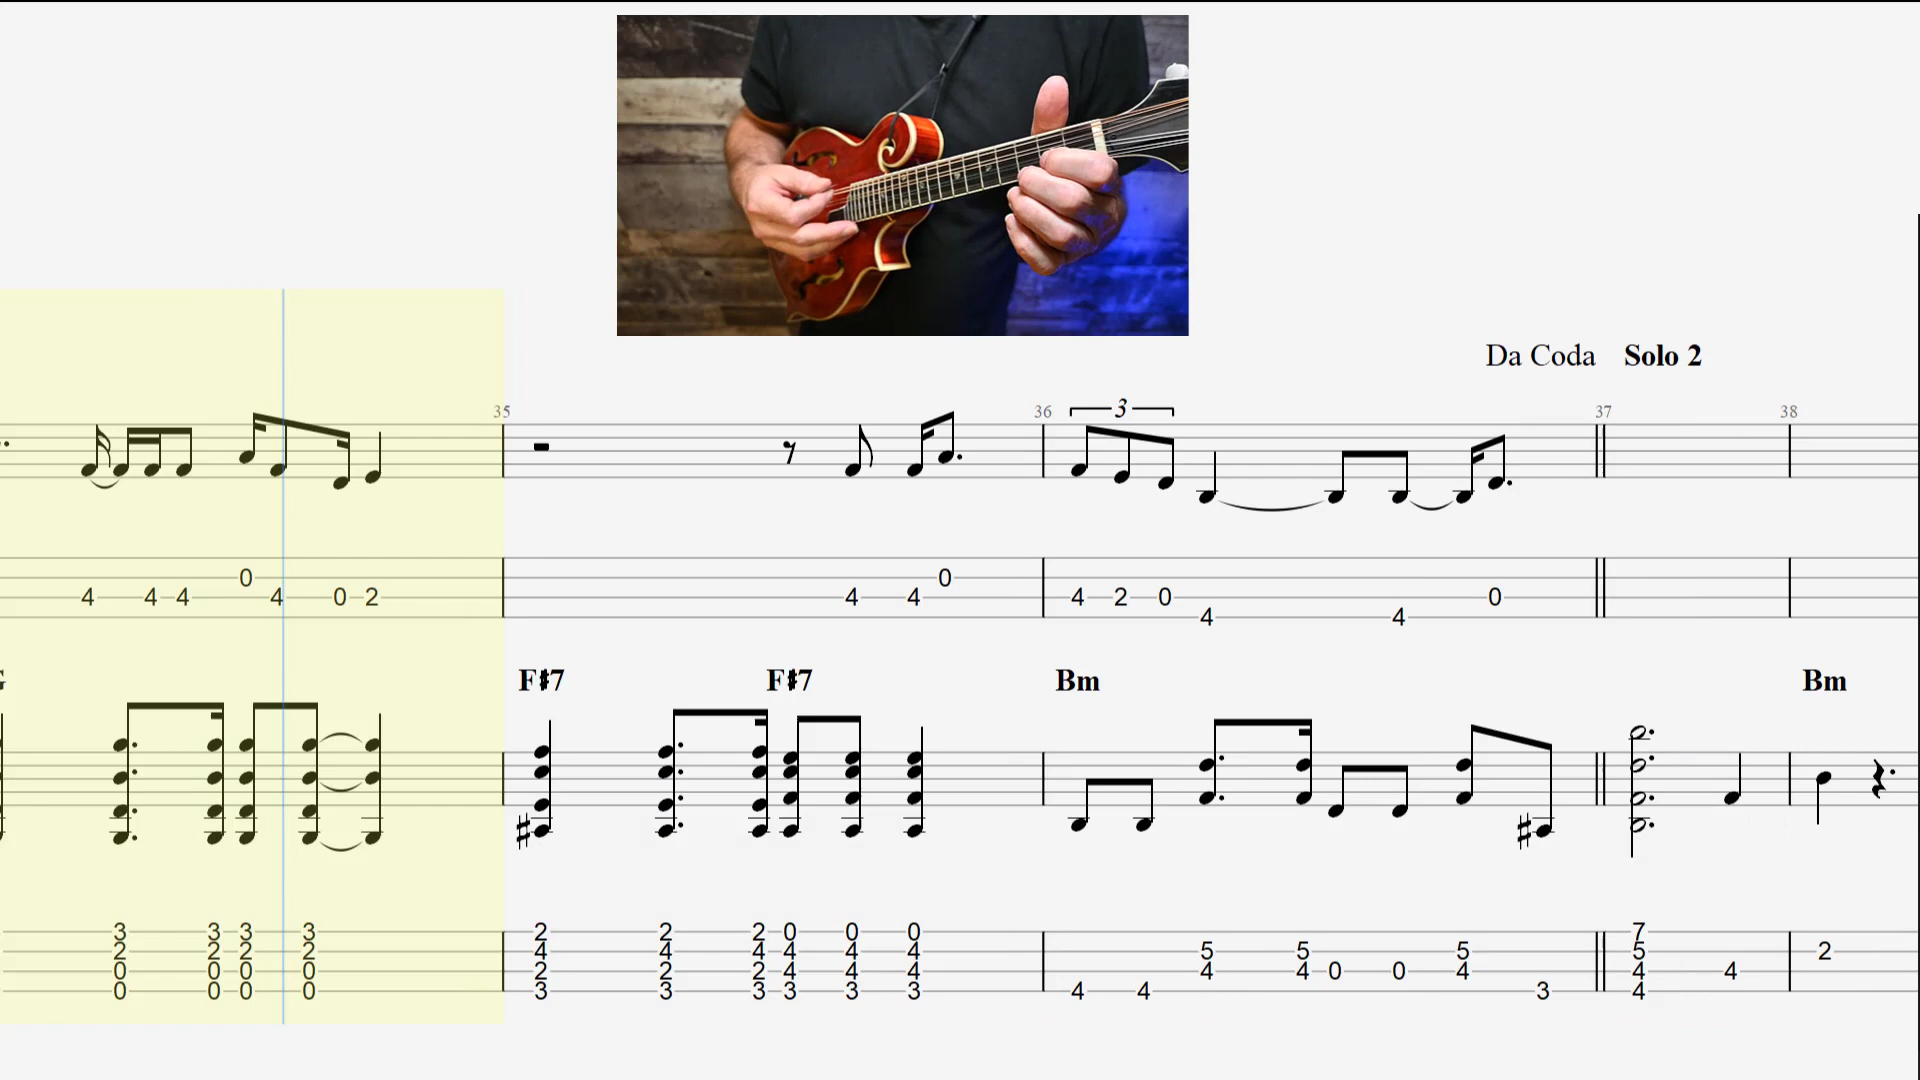 Da Coda Solo 2
35 36 3 37 38
0 0
4 4 4 4 0 2 4 4 4 2 0 0
4 4
G F#7 F#7 Bm Bm
3 3 3 3 2 2 2 0 0 0 7
2 2 2 2 4 4 4 4 4 4 5 5 5 5 2
0 0 0 0 2 2 2 4 4 4 4 4 0 0 4 4 4
0 0 0 0 3 3 3 3 3 3 4 4 3 4